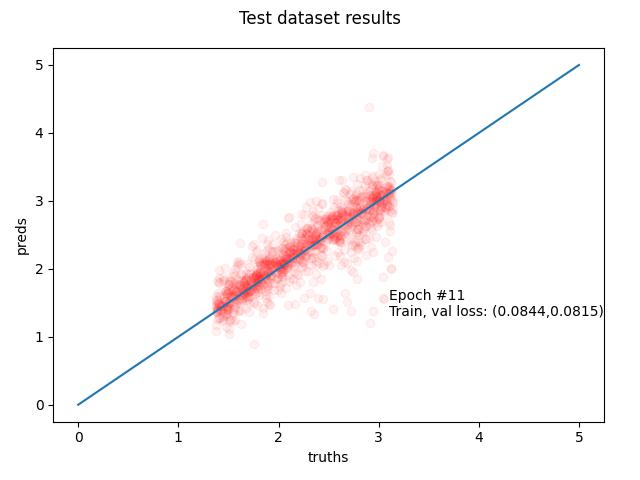 Test dataset results
5
4
3
2
1
0
preds
Epoch #11
Train, val loss: (0.0844,0.0815)
0 1 2 3 4 5
truths